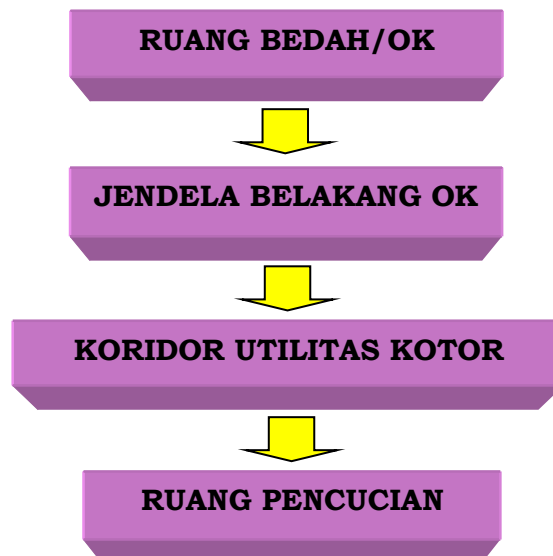 RUANG BEDAH/OK
JENDELA BELAKANG OK
KORIDOR UTILITAS KOTOR
RUANG PENCUCIAN